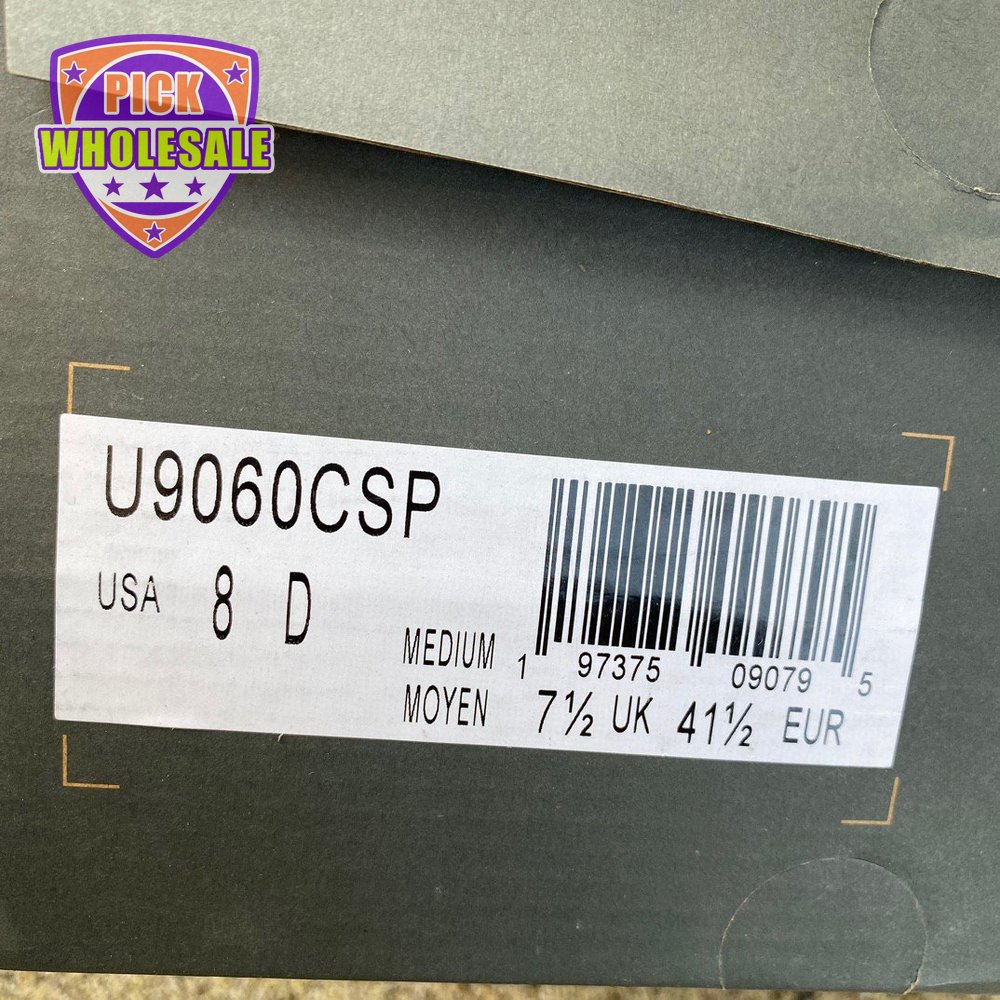 PICK
WHOLESALE
U9060CSP
USA 8 D
MEDIUM
MOYEN
1 97375 09079 5
7½ UK 41½ EUR